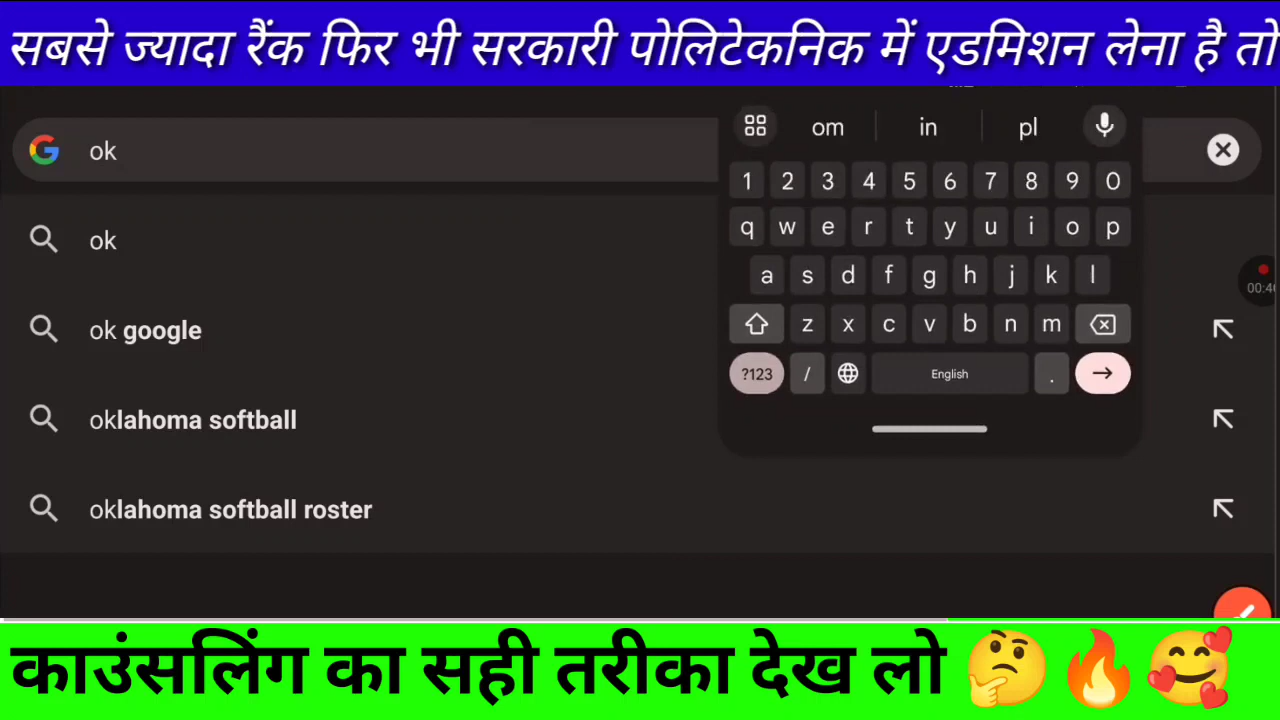 सबसे ज्यादा रैंक फिर भी सरकारी पोलिटेकनिक में एडमिशन लेना है तो
ok
ok
ok google
oklahoma softball
oklahoma softball roster
om in pl
1 2 3 4 5 6 7 8 9 0
q w e r t y u i o p
a s d f g h j k l
z x c v b n m
?123 / English .
काउंसलिंग का सही तरीका देख लो 🤔🔥🥰